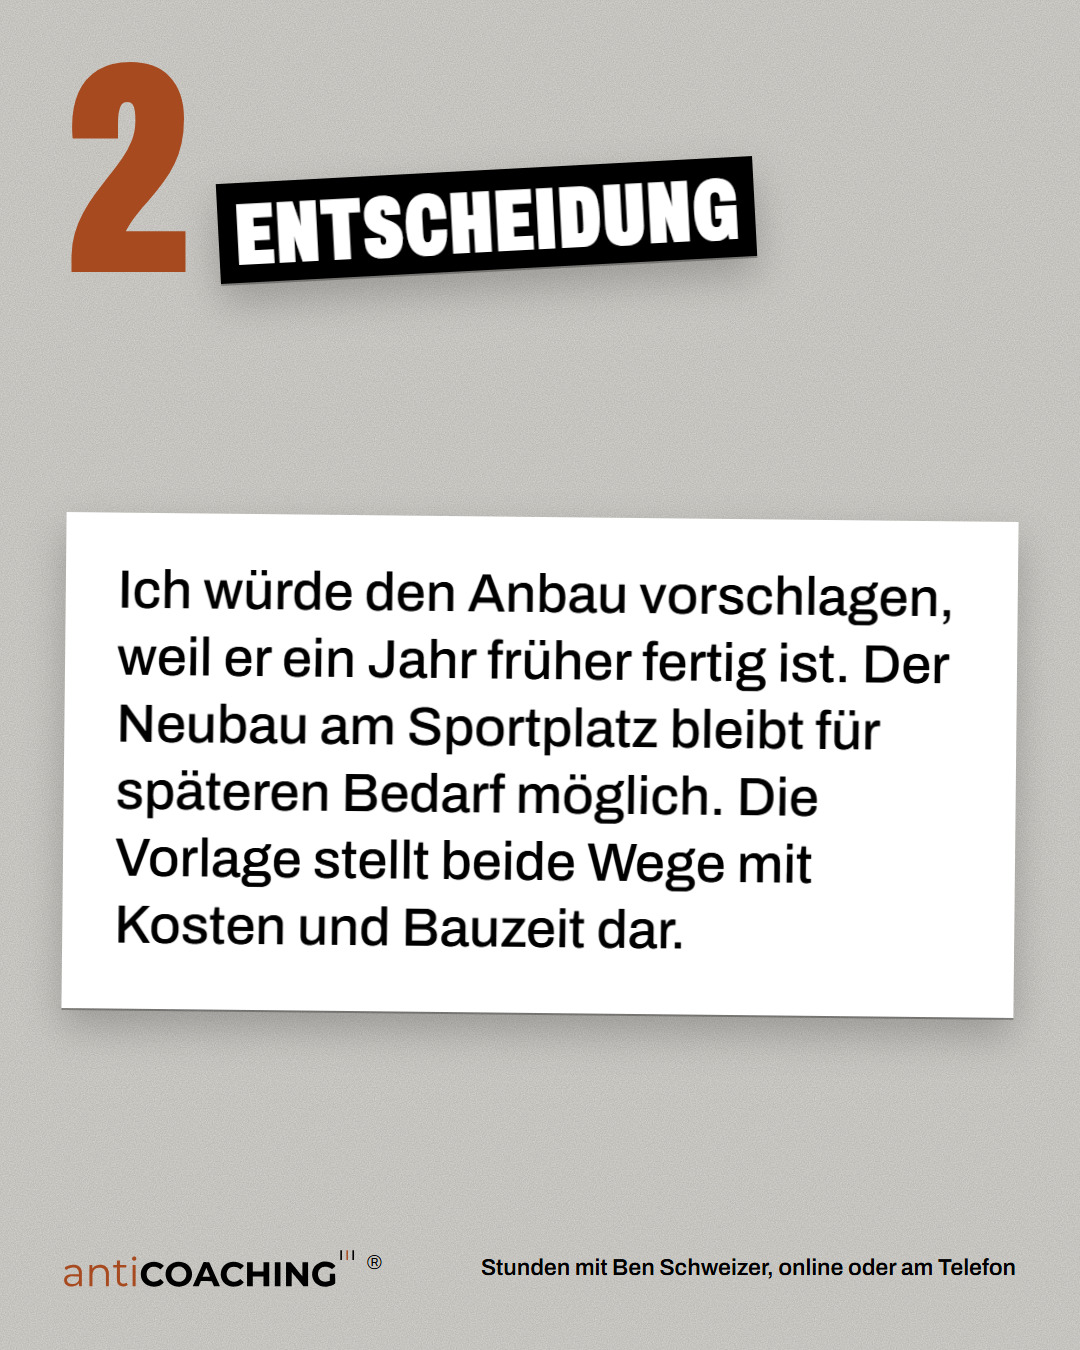 2
ENTSCHEIDUNG
Ich würde den Anbau vorschlagen,
weil er ein Jahr früher fertig ist. Der
Neubau am Sportplatz bleibt für
späteren Bedarf möglich. Die
Vorlage stellt beide Wege mit
Kosten und Bauzeit dar.
antiCOACHING ®
Stunden mit Ben Schweizer, online oder am Telefon